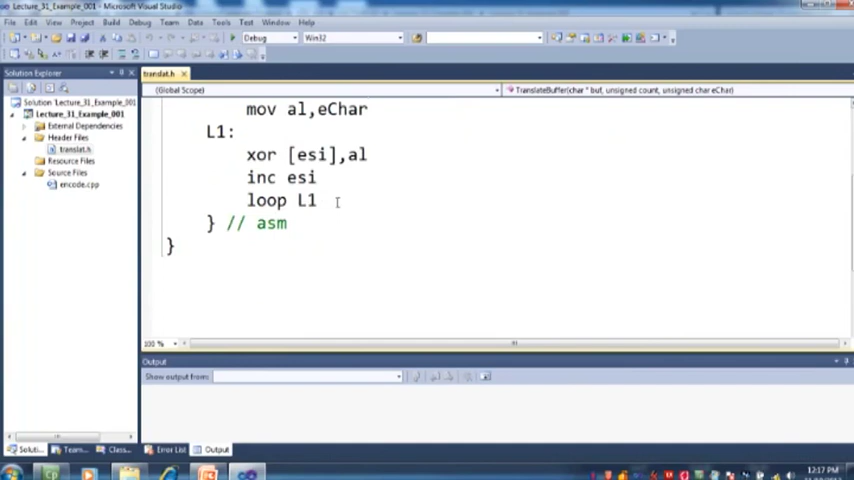 Lecture_31_Example_001 - Microsoft Visual Studio
File Edit View Project Build Debug Team Data Tools Test Window Help
Debug Win32
Solution Explorer
translat.h
(Global Scope)
TranslateBuffer(char * buf, unsigned count, unsigned char eChar)
Solution 'Lecture_31_Example_001
Lecture_31_Example_001
External Dependencies
Header Files
translat.h
Resource Files
Source Files
encode.cpp
mov al,eChar
L1:
xor [esi],al
inc esi
loop L1
} // asm
}
100 %
Output
Show output from:
Soluti... Team... Class...
Error List Output
12:17 PM